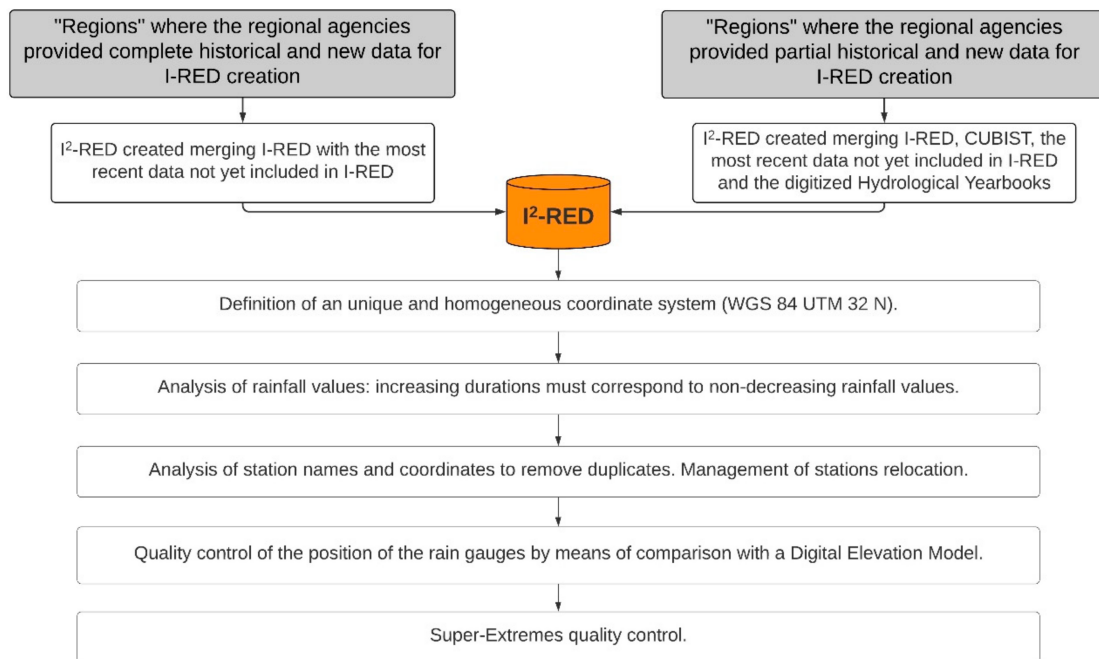 "Regions" where the regional agencies
provided complete historical and new data for
I-RED creation
"Regions" where the regional agencies
provided partial historical and new data for
I-RED creation
I²-RED created merging I-RED with the most
recent data not yet included in I-RED
I²-RED created merging I-RED, CUBIST, the
most recent data not yet included in I-RED
and the digitized Hydrological Yearbooks
I²-RED
Definition of an unique and homogeneous coordinate system (WGS 84 UTM 32 N).
Analysis of rainfall values: increasing durations must correspond to non-decreasing rainfall values.
Analysis of station names and coordinates to remove duplicates. Management of stations relocation.
Quality control of the position of the rain gauges by means of comparison with a Digital Elevation Model.
Super-Extremes quality control.